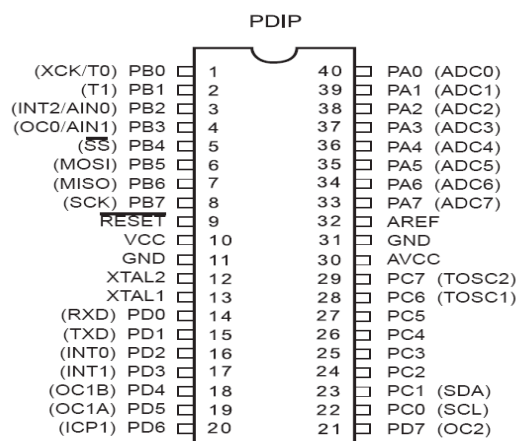 PDIP
(XCK/T0) PB0 1 40 PA0 (ADC0)
(T1) PB1 2 39 PA1 (ADC1)
(INT2/AIN0) PB2 3 38 PA2 (ADC2)
(OC0/AIN1) PB3 4 37 PA3 (ADC3)
(SS) PB4 5 36 PA4 (ADC4)
(MOSI) PB5 6 35 PA5 (ADC5)
(MISO) PB6 7 34 PA6 (ADC6)
(SCK) PB7 8 33 PA7 (ADC7)
RESET 9 32 AREF
VCC 10 31 GND
GND 11 30 AVCC
XTAL2 12 29 PC7 (TOSC2)
XTAL1 13 28 PC6 (TOSC1)
(RXD) PD0 14 27 PC5
(TXD) PD1 15 26 PC4
(INT0) PD2 16 25 PC3
(INT1) PD3 17 24 PC2
(OC1B) PD4 18 23 PC1 (SDA)
(OC1A) PD5 19 22 PC0 (SCL)
(ICP1) PD6 20 21 PD7 (OC2)